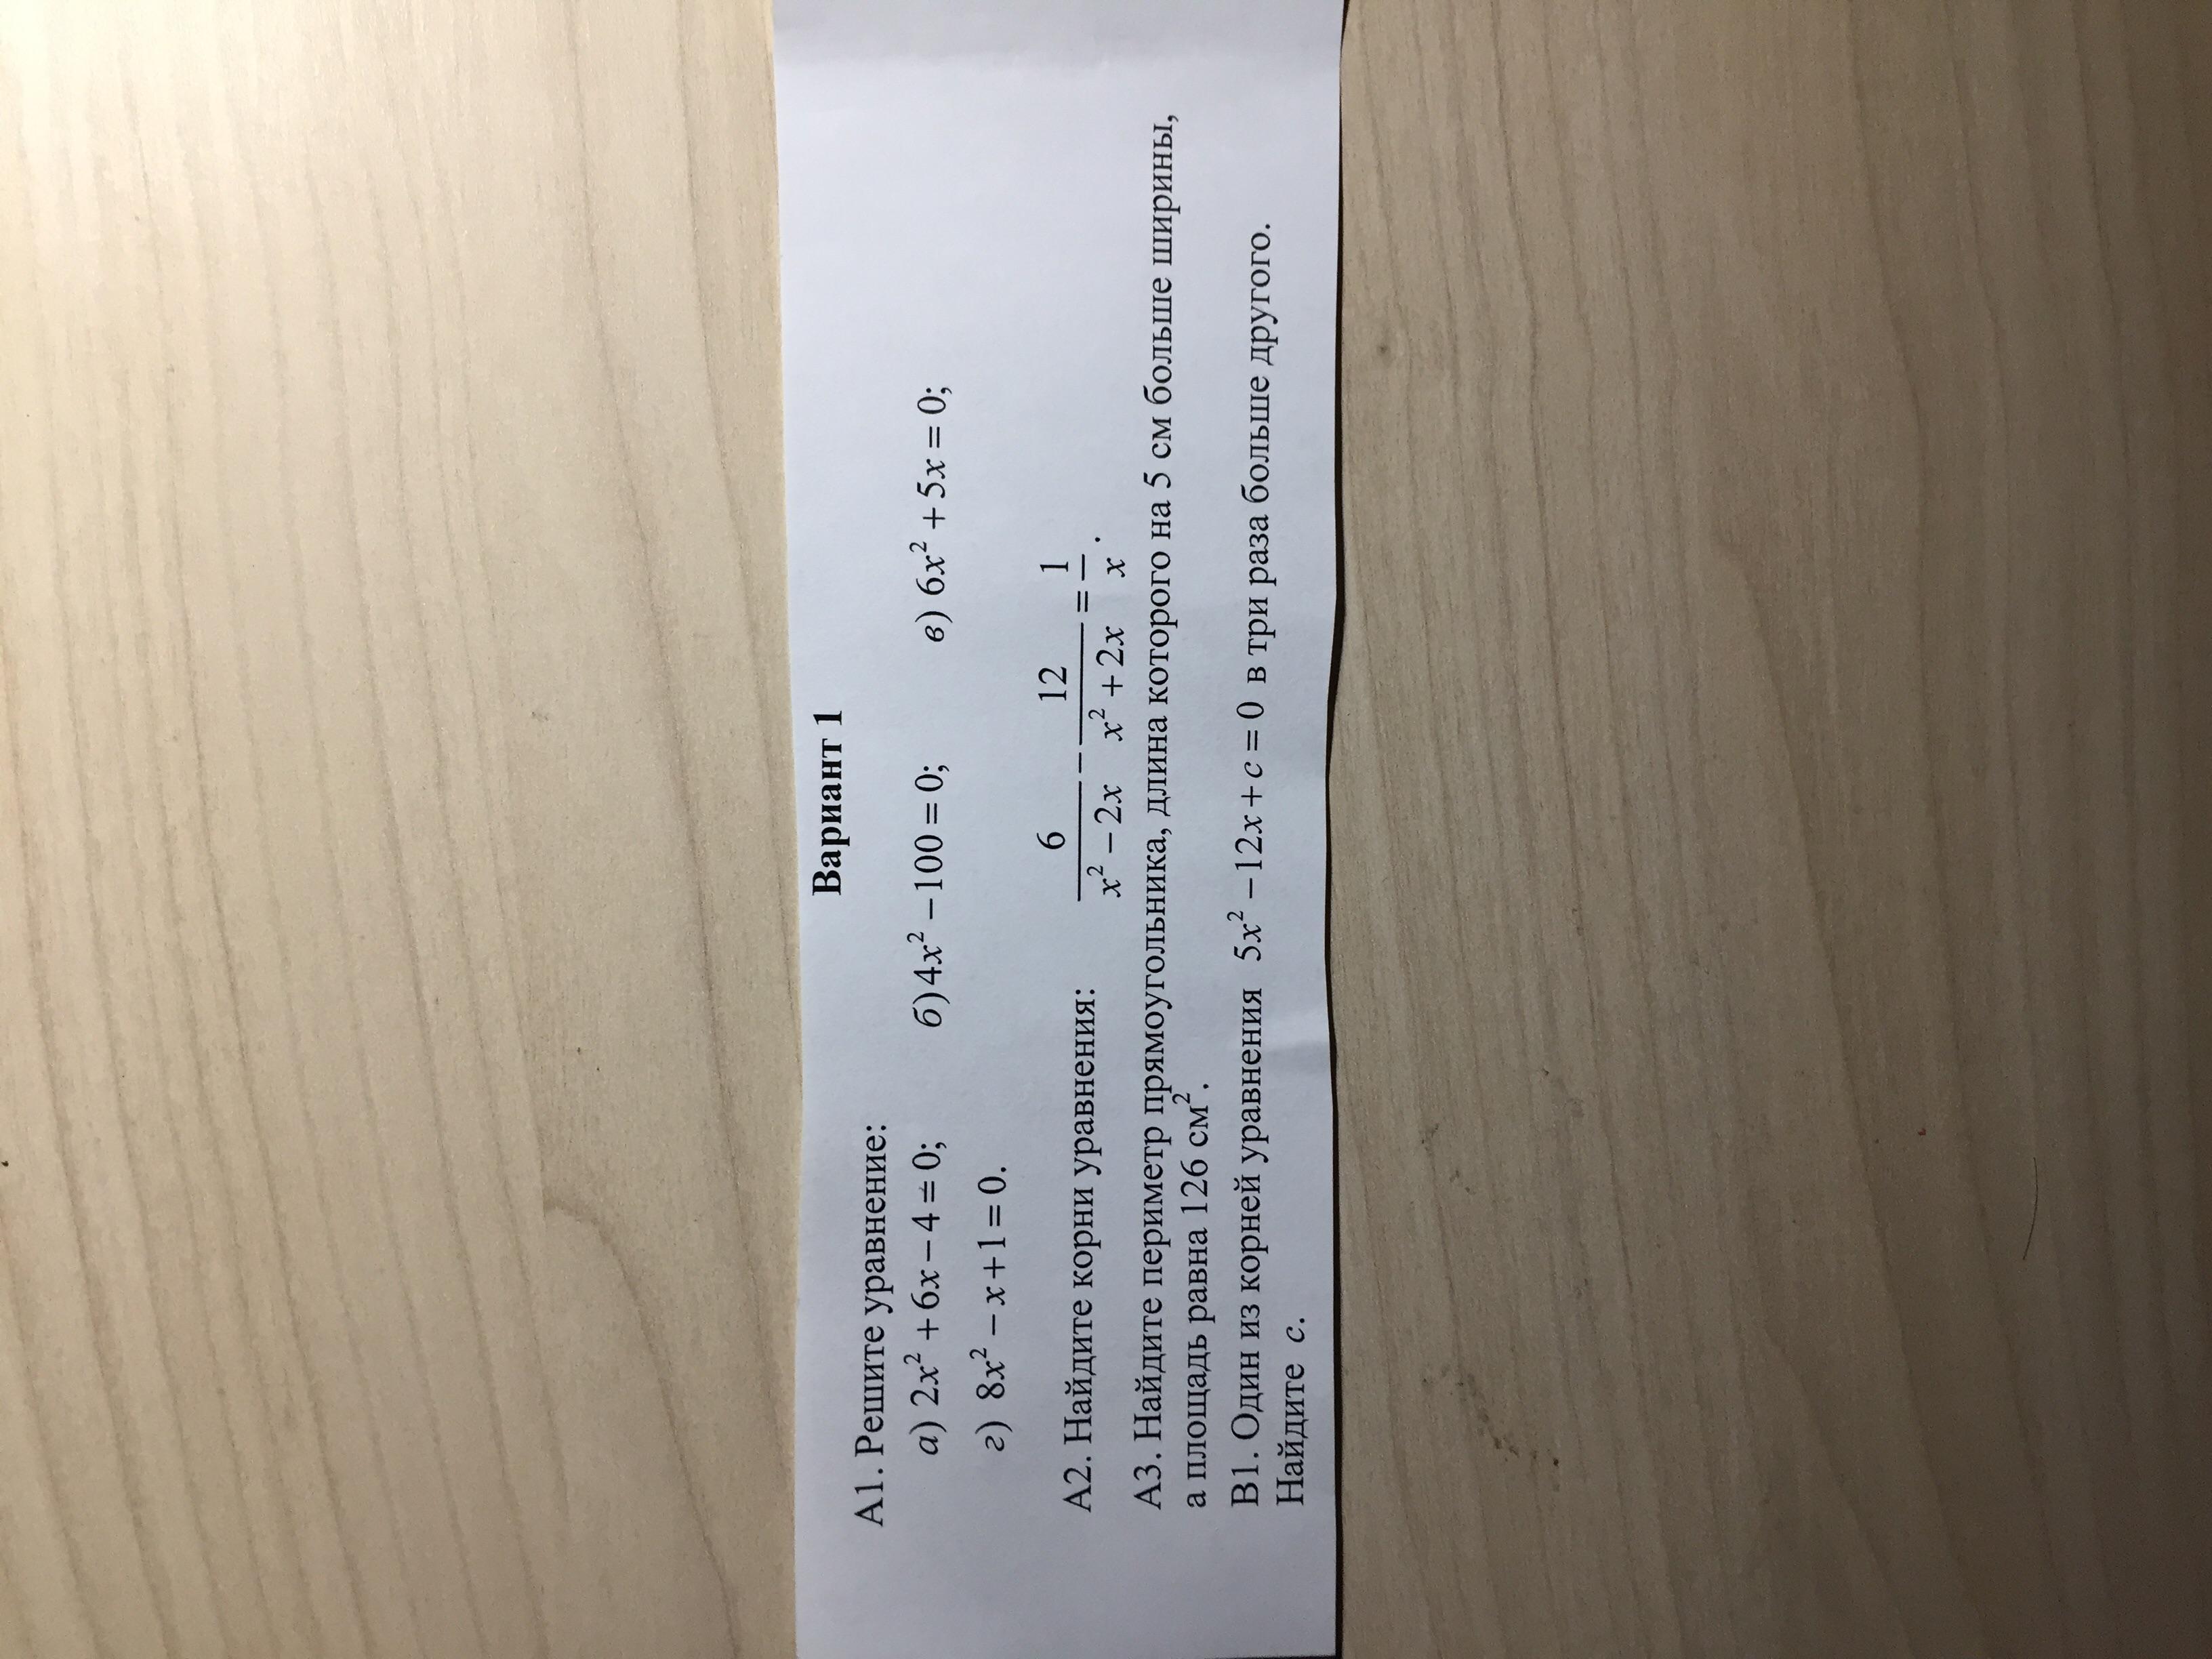 Вариант 1
А1. Решите уравнение:
а) 2x² + 6x − 4 = 0; б) 4x² − 100 = 0; в) 6x² + 5x = 0;
г) 8x² − x + 1 = 0.
А2. Найдите корни уравнения: 6/(x² − 2x) − 12/(x² + 2x) = 1/x.
А3. Найдите периметр прямоугольника, длина которого на 5 см больше ширины,
а площадь равна 126 см².
В1. Один из корней уравнения 5x² − 12x + c = 0 в три раза больше другого.
Найдите c.